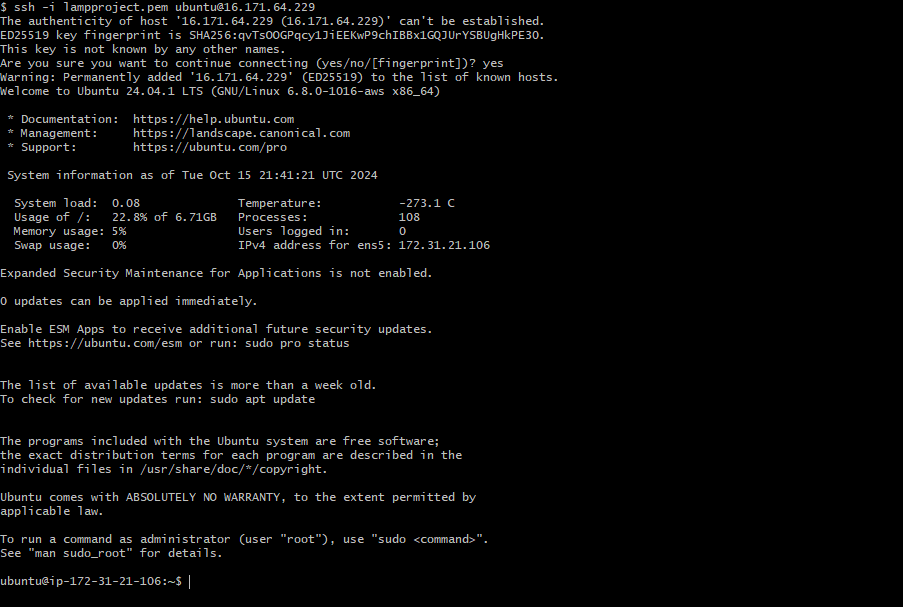 $ ssh -i lampproject.pem ubuntu@16.171.64.229
The authenticity of host '16.171.64.229 (16.171.64.229)' can't be established.
ED25519 key fingerprint is SHA256:qvTsOOGPqcy1JiEEKwP9chIBBx1GQJUrYSBUgHkPE30.
This key is not known by any other names.
Are you sure you want to continue connecting (yes/no/[fingerprint])? yes
Warning: Permanently added '16.171.64.229' (ED25519) to the list of known hosts.
Welcome to Ubuntu 24.04.1 LTS (GNU/Linux 6.8.0-1016-aws x86_64)

 * Documentation:  https://help.ubuntu.com
 * Management:     https://landscape.canonical.com
 * Support:        https://ubuntu.com/pro

 System information as of Tue Oct 15 21:41:21 UTC 2024

  System load:  0.08              Temperature:           -273.1 C
  Usage of /:   22.8% of 6.71GB   Processes:             108
  Memory usage: 5%                Users logged in:       0
  Swap usage:   0%                IPv4 address for ens5: 172.31.21.106

Expanded Security Maintenance for Applications is not enabled.

0 updates can be applied immediately.

Enable ESM Apps to receive additional future security updates.
See https://ubuntu.com/esm or run: sudo pro status


The list of available updates is more than a week old.
To check for new updates run: sudo apt update


The programs included with the Ubuntu system are free software;
the exact distribution terms for each program are described in the
individual files in /usr/share/doc/*/copyright.

Ubuntu comes with ABSOLUTELY NO WARRANTY, to the extent permitted by
applicable law.

To run a command as administrator (user "root"), use "sudo <command>".
See "man sudo_root" for details.

ubuntu@ip-172-31-21-106:~$